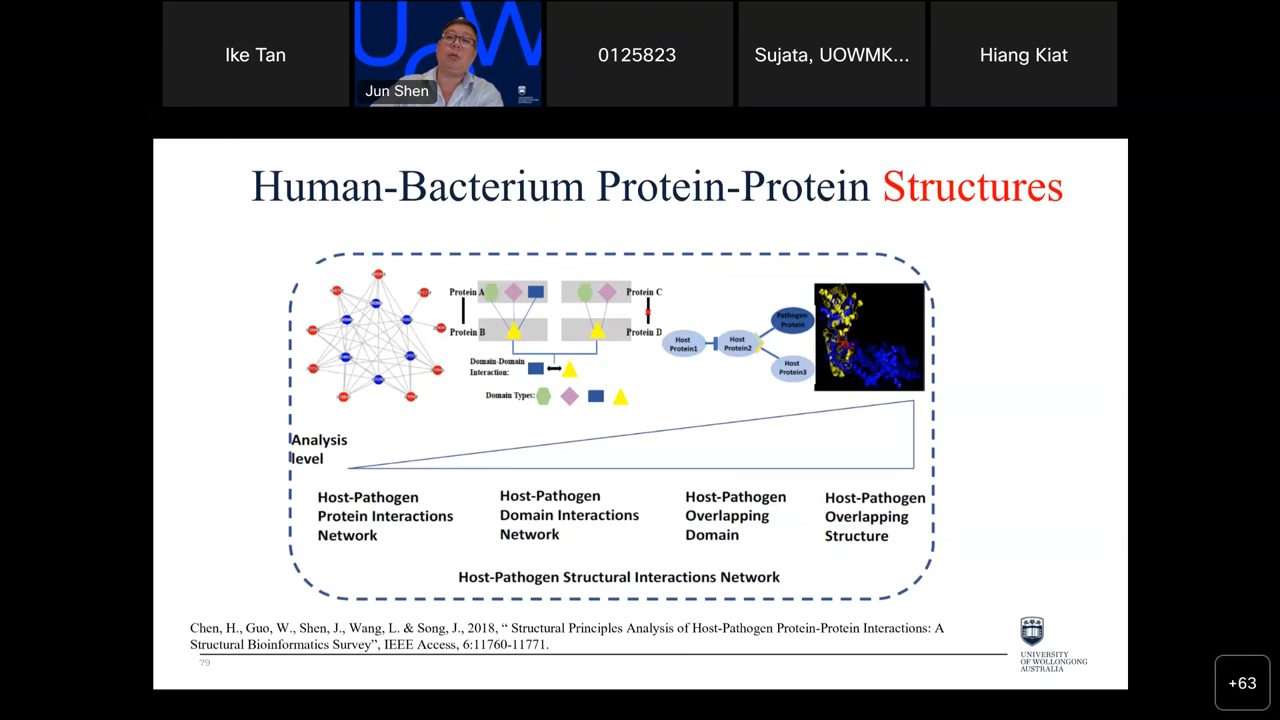 Ike Tan
Jun Shen
0125823
Sujata, UOWMK...
Hiang Kiat
Human-Bacterium Protein-Protein Structures
Protein A
Protein B
Protein C
Protein D
Domain-Domain
Interaction:
Domain Types:
Host
Protein1
Host
Protein2
Pathogen
Protein
Host
Protein3
Analysis
level
Host-Pathogen
Protein Interactions
Network
Host-Pathogen
Domain Interactions
Network
Host-Pathogen
Overlapping
Domain
Host-Pathogen
Overlapping
Structure
Host-Pathogen Structural Interactions Network
Chen, H., Guo, W., Shen, J., Wang, L. & Song, J., 2018, “ Structural Principles Analysis of Host-Pathogen Protein-Protein Interactions: A
Structural Bioinformatics Survey”, IEEE Access, 6:11760-11771.
79
UNIVERSITY
OF WOLLONGONG
AUSTRALIA
+63